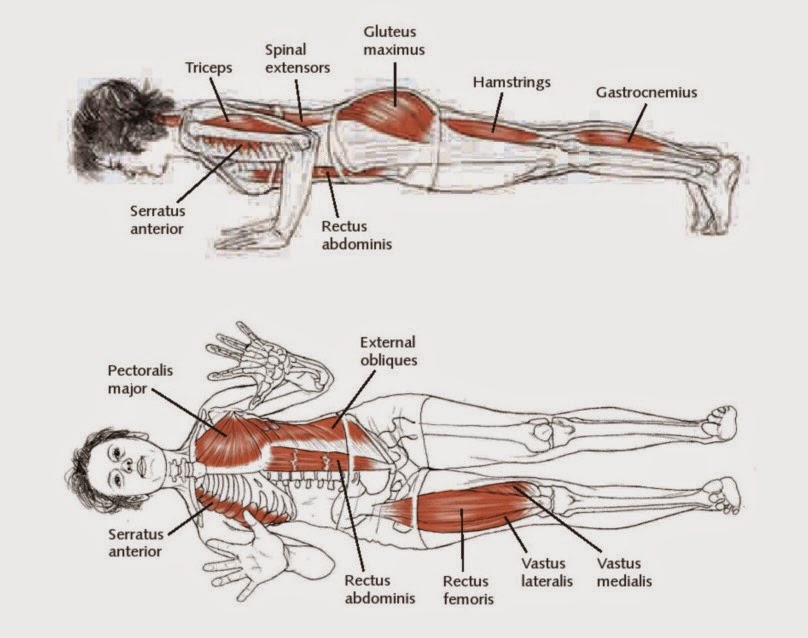 Gluteus
maximus
Spinal
extensors
Triceps
Hamstrings
Gastrocnemius
Serratus
anterior
Rectus
abdominis
External
obliques
Pectoralis
major
Serratus
anterior
Rectus
abdominis
Rectus
femoris
Vastus
lateralis
Vastus
medialis